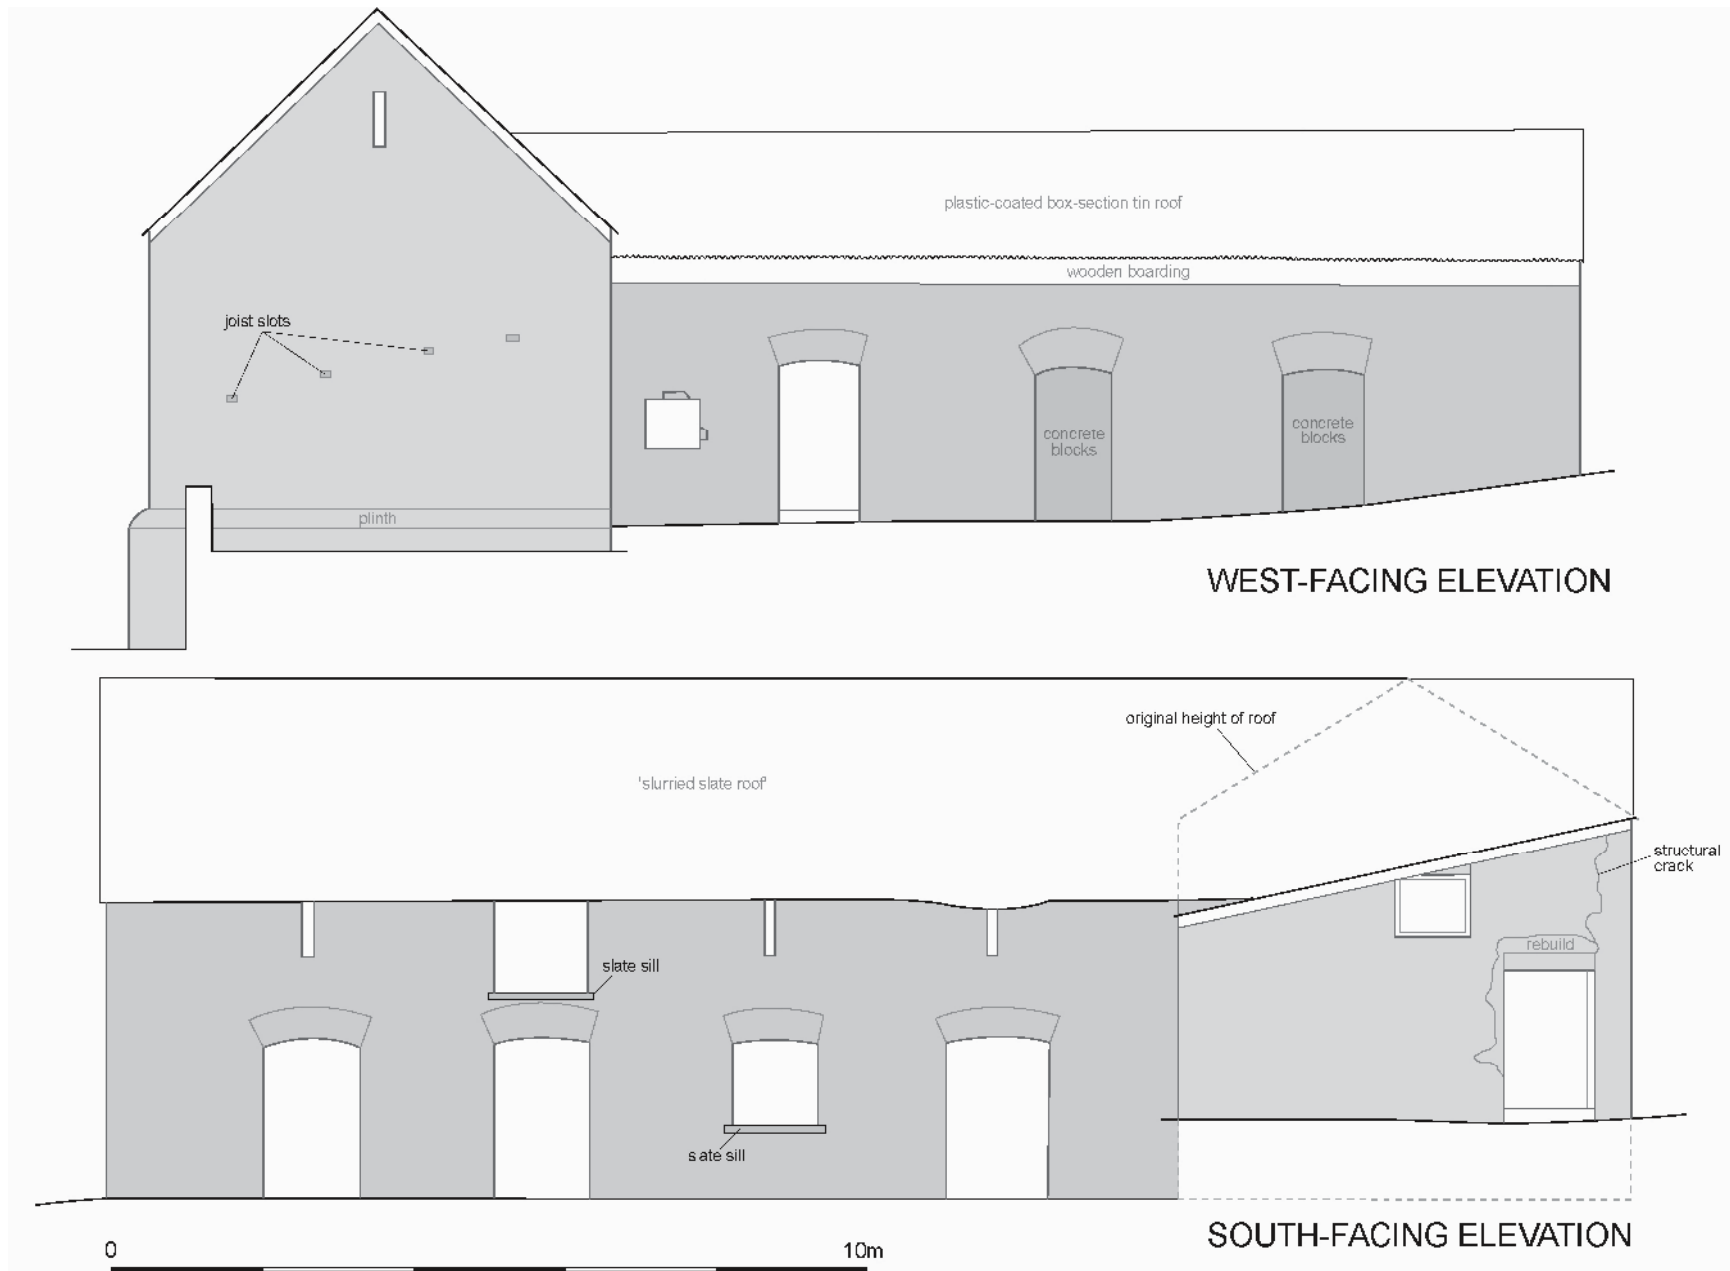 plastic-coated box-section tin roof
wooden boarding
joist slots
concrete
blocks
concrete
blocks
plinth
WEST-FACING ELEVATION
original height of roof
'slurried slate roof'
structural
crack
rebuild
slate sill
s ate sill
SOUTH-FACING ELEVATION
0
10m